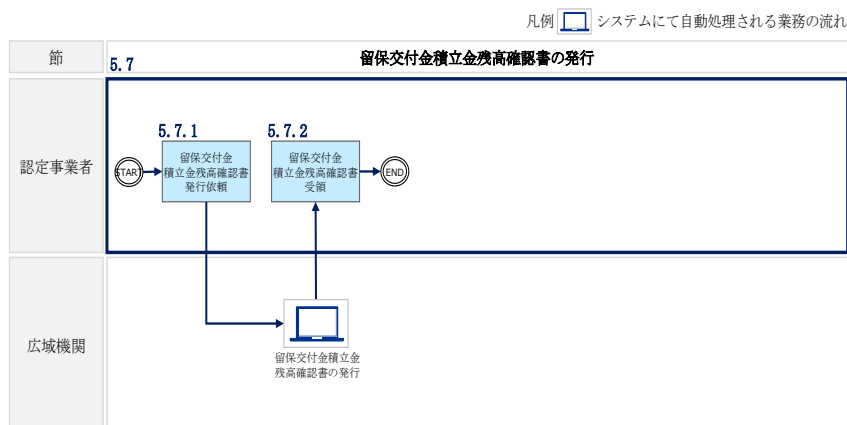 凡例 システムにて自動処理される業務の流れ
節
5.7
留保交付金積立金残高確認書の発行
認定事業者
START
5.7.1
留保交付金
積立金残高確認書
発行依頼
5.7.2
留保交付金
積立金残高確認書
受領
END
広域機関
留保交付金積立金
残高確認書の発行